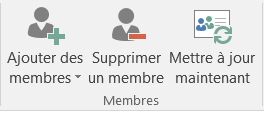 Ajouter des membres
Supprimer un membre
Mettre à jour maintenant
Membres